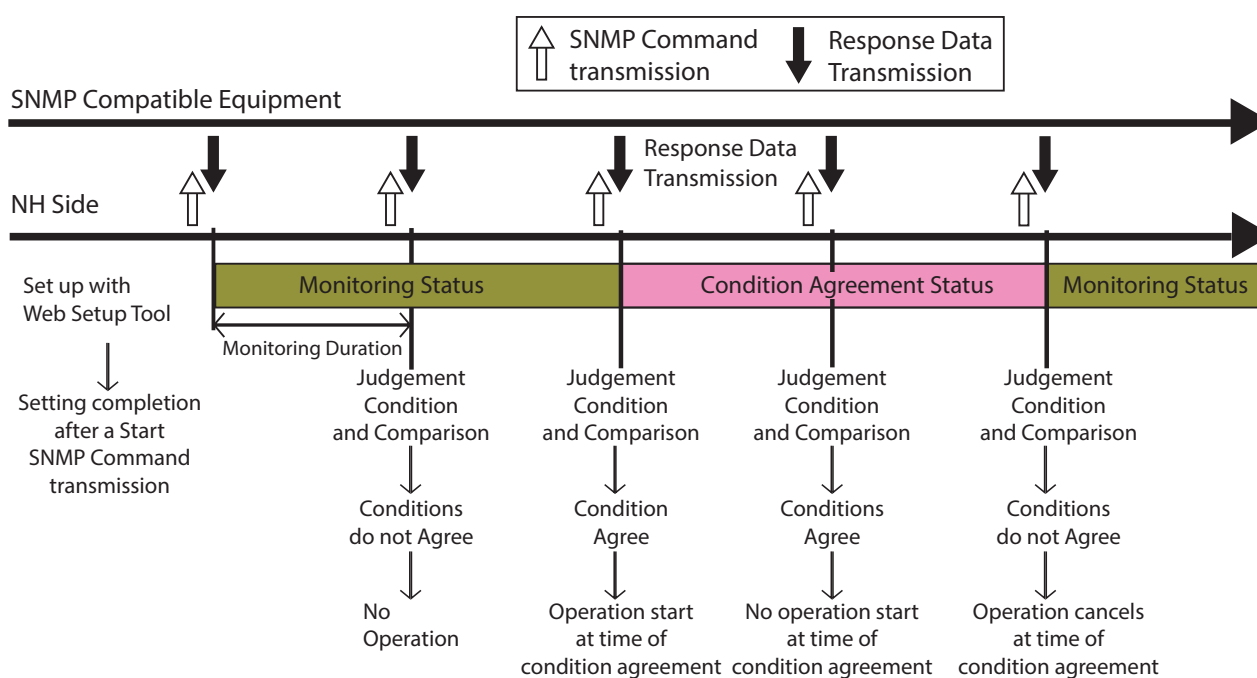 SNMP Command
transmission
Response Data
Transmission
SNMP Compatible Equipment
Response Data
Transmission
NH Side
Set up with
Web Setup Tool
Setting completion
after a Start
SNMP Command
transmission
Monitoring Status
Condition Agreement Status
Monitoring Status
Monitoring Duration
Judgement
Condition
and Comparison
Conditions
do not Agree
No
Operation
Judgement
Condition
and Comparison
Condition
Agree
Operation start
at time of
condition agreement
Judgement
Condition
and Comparison
Conditions
Agree
No operation start
at time of
condition agreement
Judgement
Condition
and Comparison
Conditions
do not Agree
Operation cancels
at time of
condition agreement